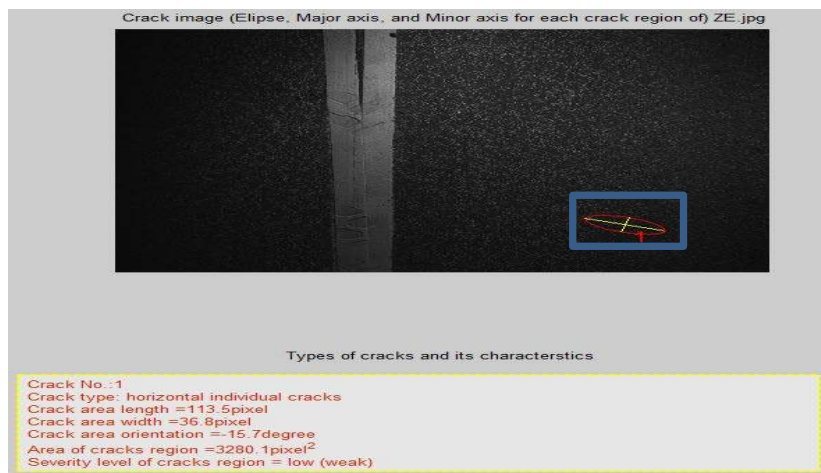 Crack image (Elipse, Major axis, and Minor axis for each crack region of) ZE.jpg
1
Types of cracks and its characterstics
Crack No.:1
Crack type: horizontal individual cracks
Crack area length =113.5pixel
Crack area width =36.8pixel
Crack area orientation =-15.7degree
Area of cracks region =3280.1pixel²
Severity level of cracks region = low (weak)